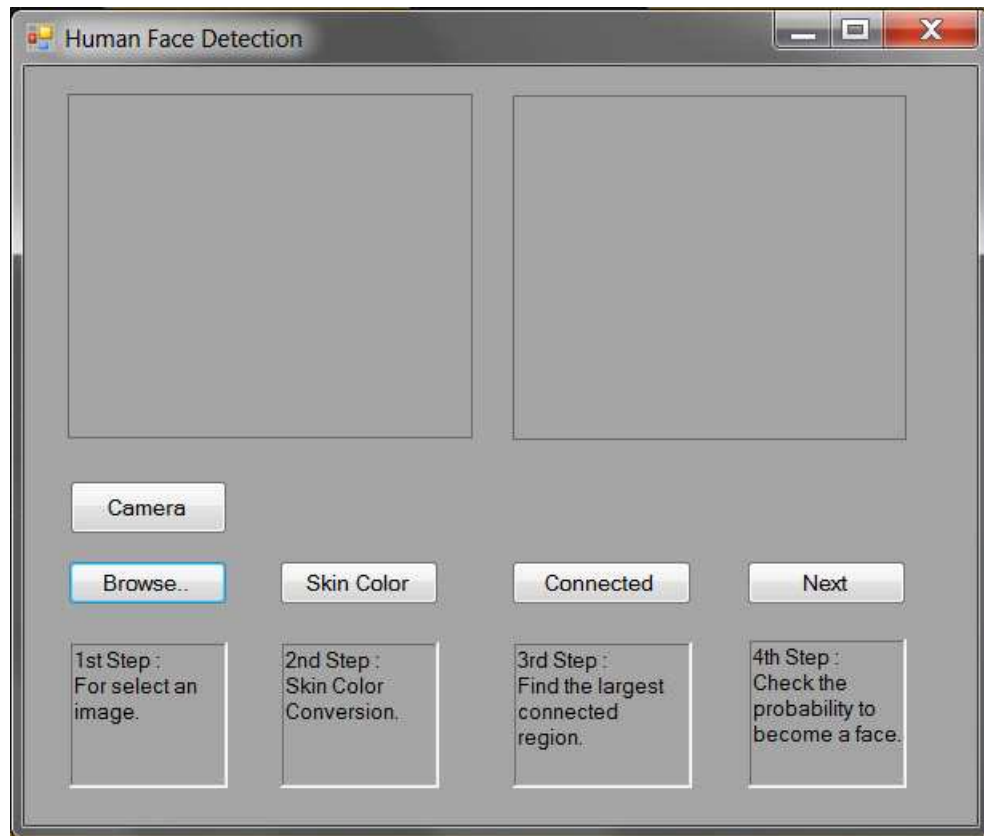 Human Face Detection
Camera
Browse..
Skin Color
Connected
Next
1st Step :
For select an
image.
2nd Step :
Skin Color
Conversion.
3rd Step :
Find the largest
connected
region.
4th Step :
Check the
probability to
become a face.